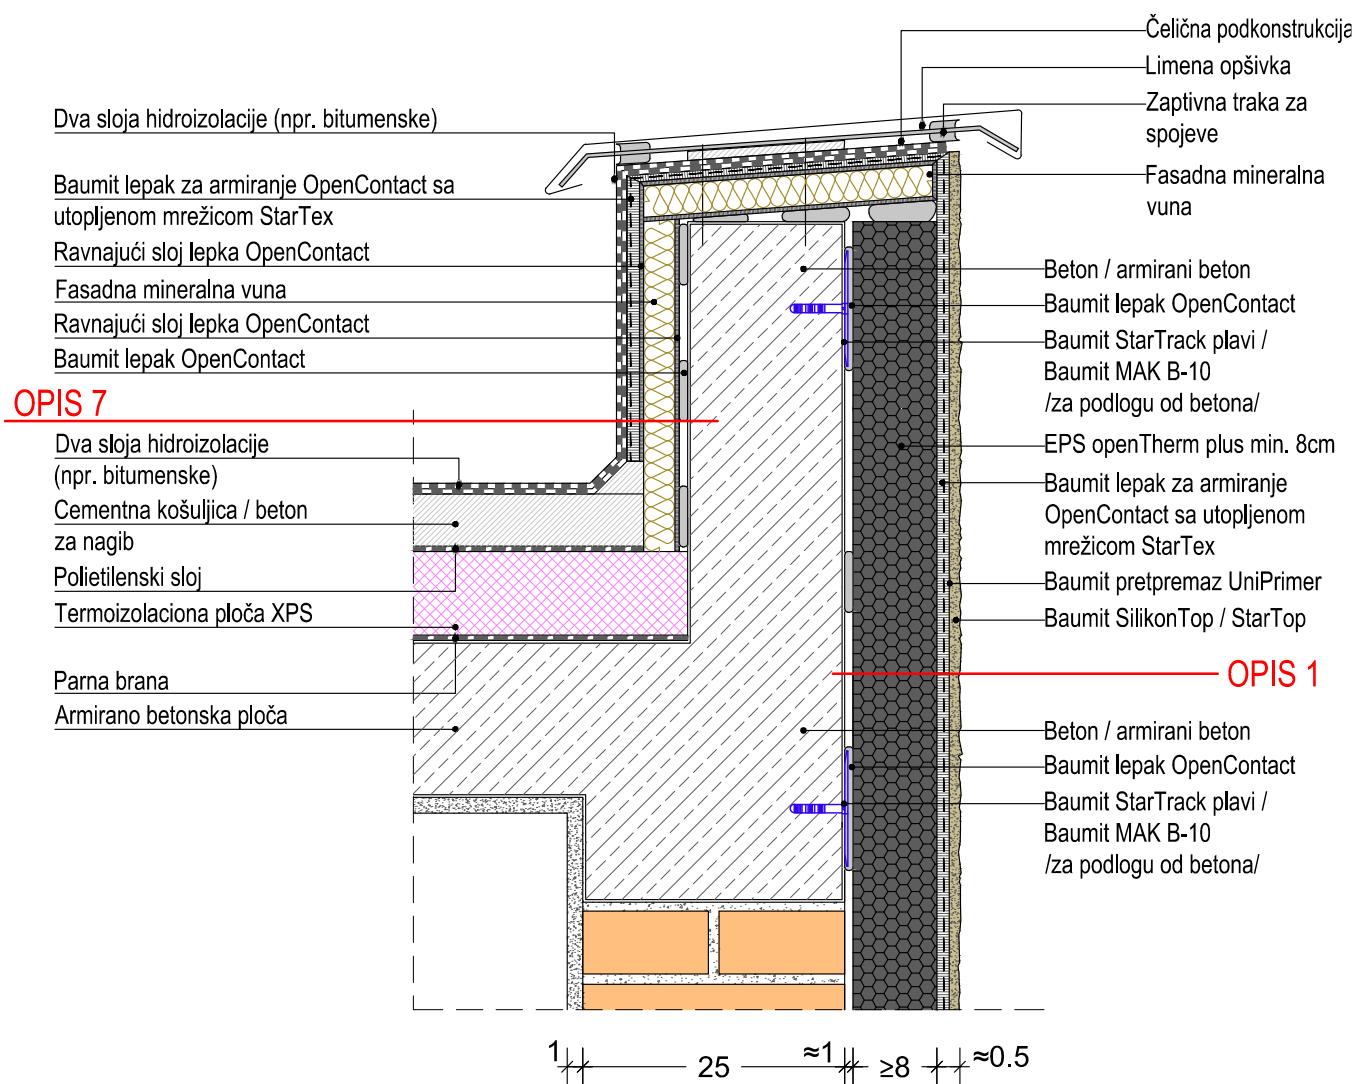 Dva sloja hidroizolacije (npr. bitumenske)
Baumit lepak za armiranje OpenContact sa
utopljenom mrežicom StarTex
Ravnajući sloj lepka OpenContact
Fasadna mineralna vuna
Ravnajući sloj lepka OpenContact
Baumit lepak OpenContact
OPIS 7
Dva sloja hidroizolacije
(npr. bitumenske)
Cementna košuljica / beton
za nagib
Polietilenski sloj
Termoizolaciona ploča XPS
Parna brana
Armirano betonska ploča
Čelična podkonstrukcija
Limena opšivka
Zaptivna traka za
spojeve
Fasadna mineralna
vuna
Beton / armirani beton
Baumit lepak OpenContact
Baumit StarTrack plavi /
Baumit MAK B-10
/za podlogu od betona/
EPS openTherm plus min. 8cm
Baumit lepak za armiranje
OpenContact sa utopljenom
mrežicom StarTex
Baumit pretpremaz UniPrimer
Baumit SilikonTop / StarTop
OPIS 1
Beton / armirani beton
Baumit lepak OpenContact
Baumit StarTrack plavi /
Baumit MAK B-10
/za podlogu od betona/
1 25 ≈1 ≥8 ≈0.5